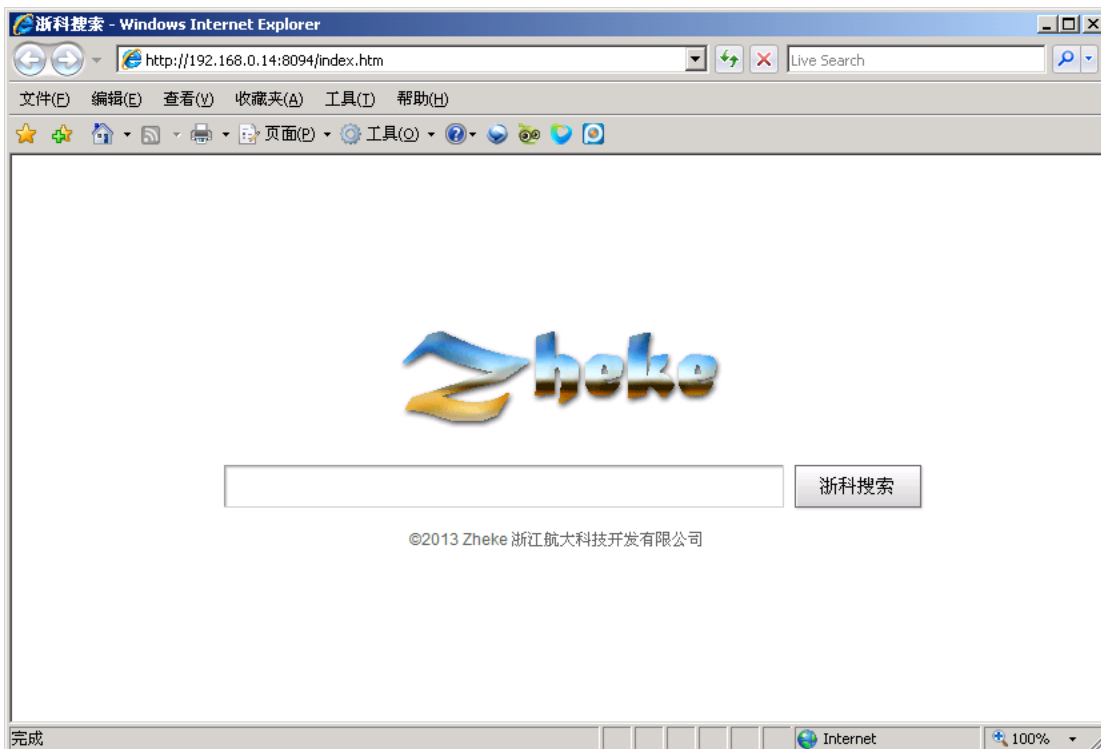 浙科搜索 - Windows Internet Explorer
http://192.168.0.14:8094/index.htm
Live Search
文件(F) 编辑(E) 查看(V) 收藏夹(A) 工具(T) 帮助(H)
页面(P) 工具(O)
Zheke
浙科搜索
©2013 Zheke 浙江航大科技开发有限公司
完成
Internet
100%